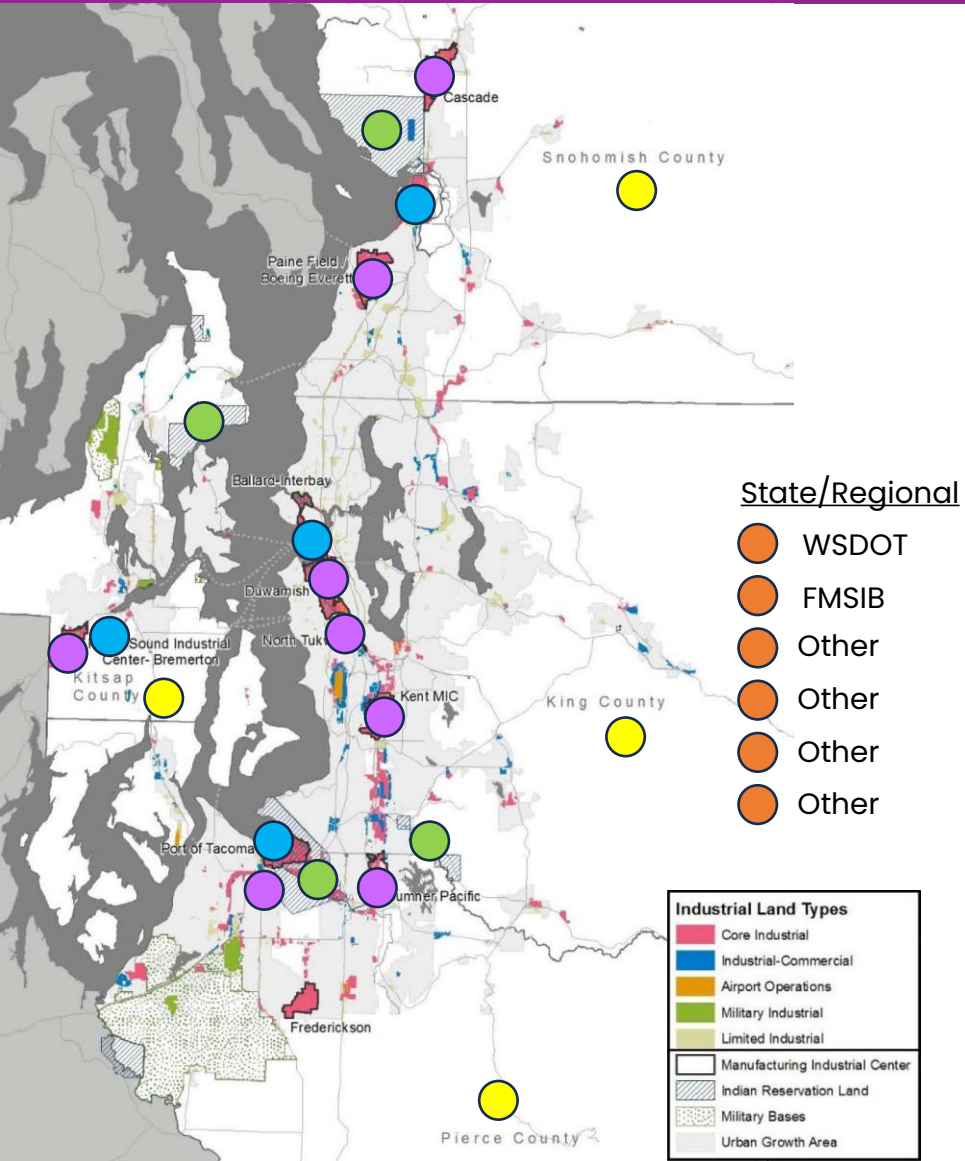 Cascade
Snohomish County
Paine Field /
Boeing Everett
Ballard-Interbay
State/Regional
WSDOT
FMSIB
Duwamish
North Tukw
Other
Sound Industrial
Center- Bremerton
Kitsap
County
Kent MIC
King County
Other
Other
Other
Port of Tacoma
umner Pacific
Industrial Land Types
Core Industrial
Industrial-Commercial
Airport Operations
Military Industrial
Limited Industrial
Manufacturing Industrial Center
Indian Reservation Land
Military Bases
Urban Growth Area
Frederickson
Pierce County